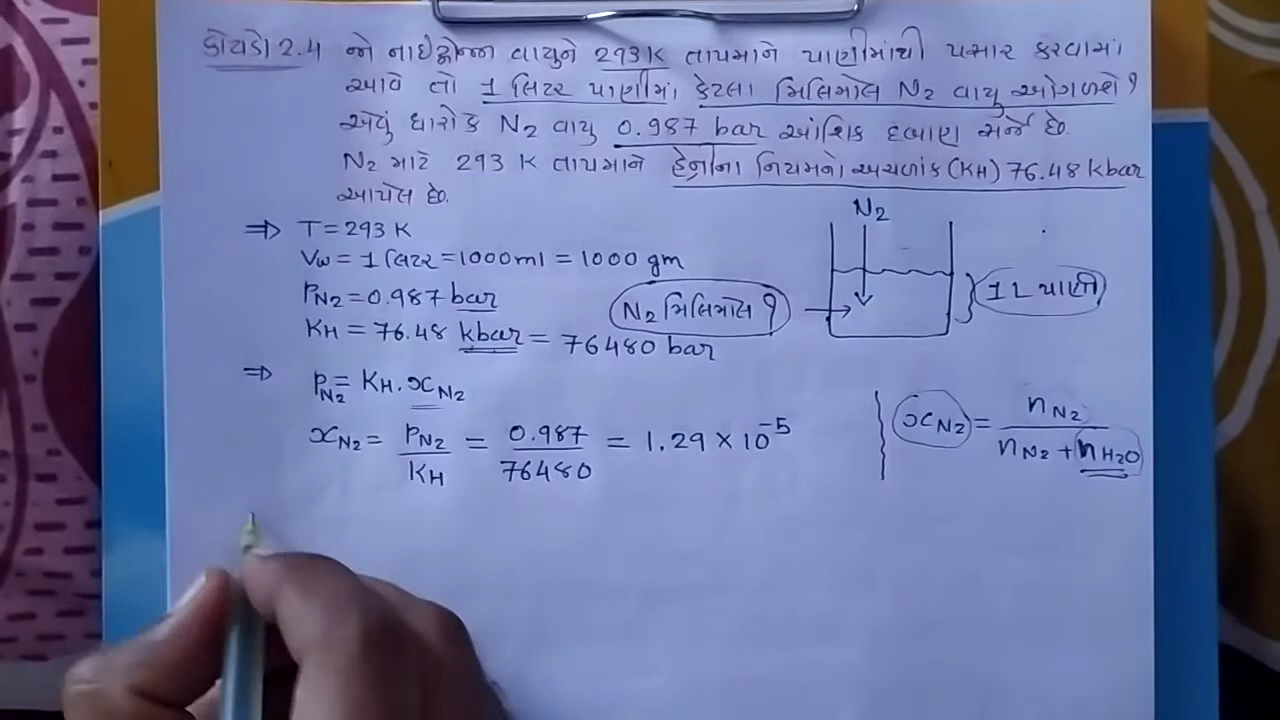 કોયડો 2.4 જો નાઈટ્રોજન વાયુને 293 K તાપમાને પાણીમાંથી પસાર કરવામાં
આવે તો 1 લિટર પાણીમાં કેટલા મિલિમોલ N2 વાયુ ઓગળશે ?
એવું ધારો કે N2 વાયુ 0.987 bar આંશિક દબાણ સર્જે છે.
N2 માટે 293 K તાપમાને હેન્રીના નિયમનો અચળાંક (KH) 76.48 kbar
આપેલ છે.
N2
⇒ T = 293 K
Vw = 1 લિટર = 1000 ml = 1000 gm
PN2 = 0.987 bar
N2 મિલિમોલ ?
1 L પાણી
KH = 76.48 kbar = 76480 bar
⇒ PN2 = KH . xN2
xN2 = PN2 / KH = 0.987 / 76480 = 1.29 × 10^-5
xN2 = nN2 / nN2 + nH2O